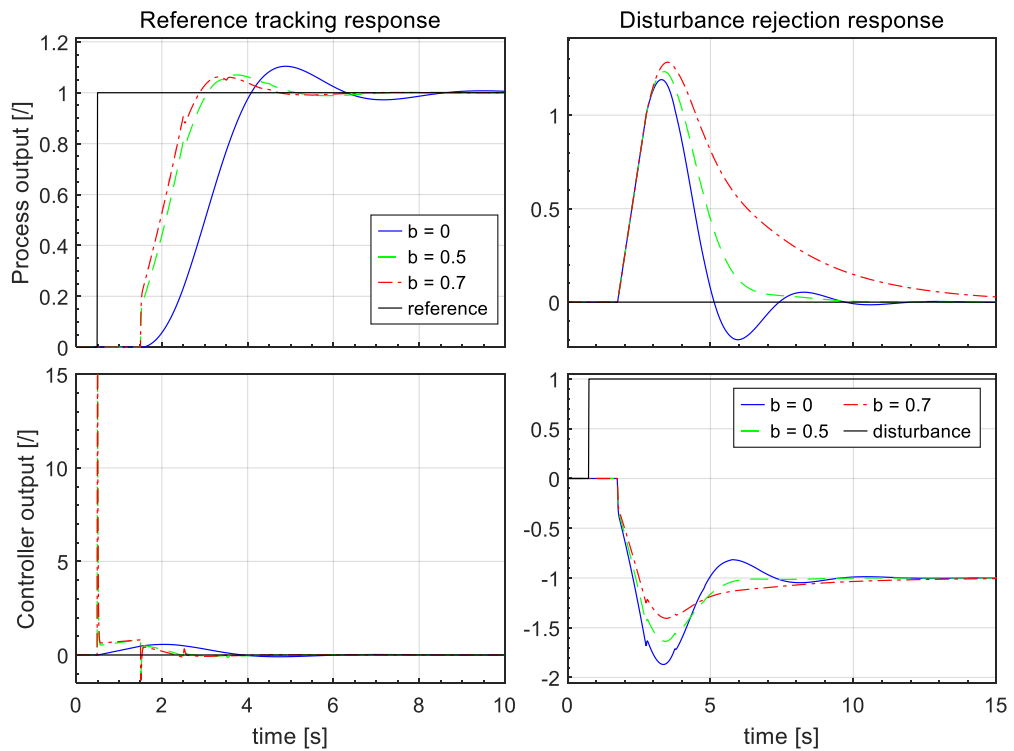 Reference tracking response
Disturbance rejection response
Process output [/]
1.2
1
0.8
0.6
0.4
0.2
0
b = 0
b = 0.5
b = 0.7
reference
1
0.5
0
Controller output [/]
15
10
5
0
0 2 4 6 8 10
time [s]
1
0.5
0
-0.5
-1
-1.5
-2
b = 0 b = 0.7
b = 0.5 disturbance
0 5 10 15
time [s]